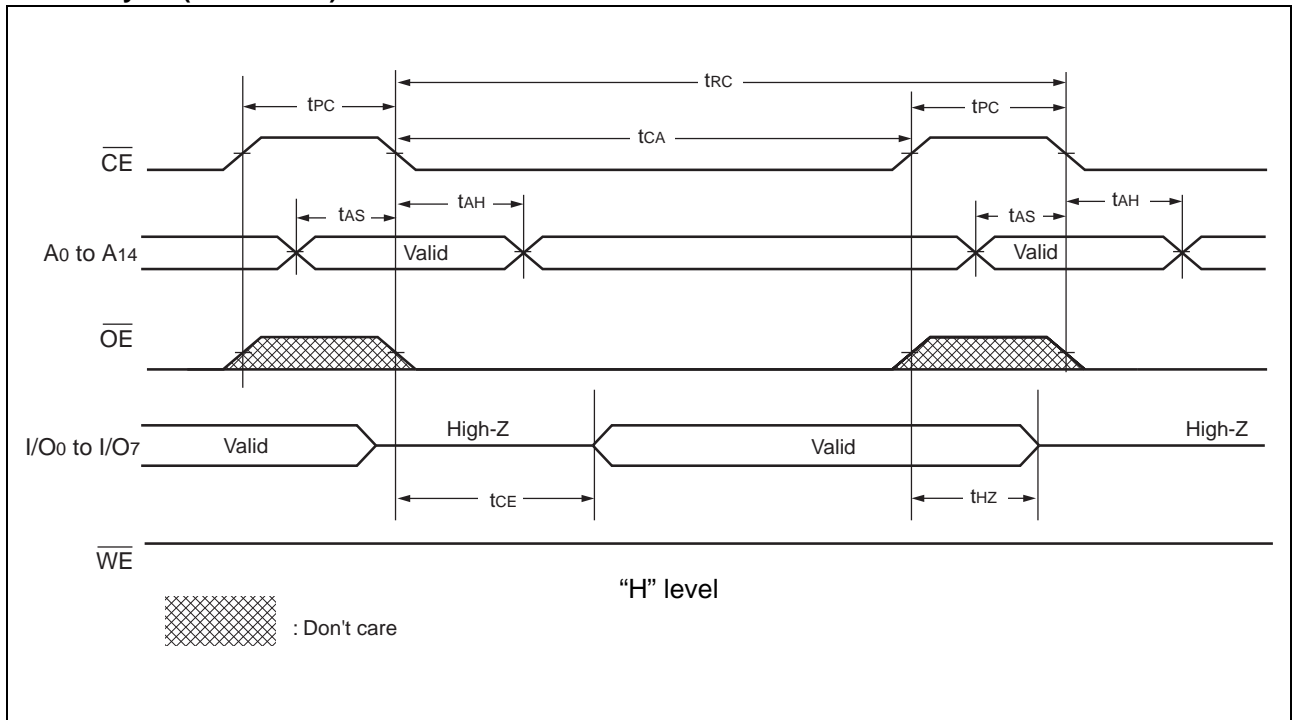 tRC
tPC
tPC
tCA
CE
tAS
tAH
tAS
tAH
A0 to A14
Valid
Valid
OE
High-Z
High-Z
I/O0 to I/O7
Valid
Valid
tCE
tHZ
WE
“H” level
: Don't care